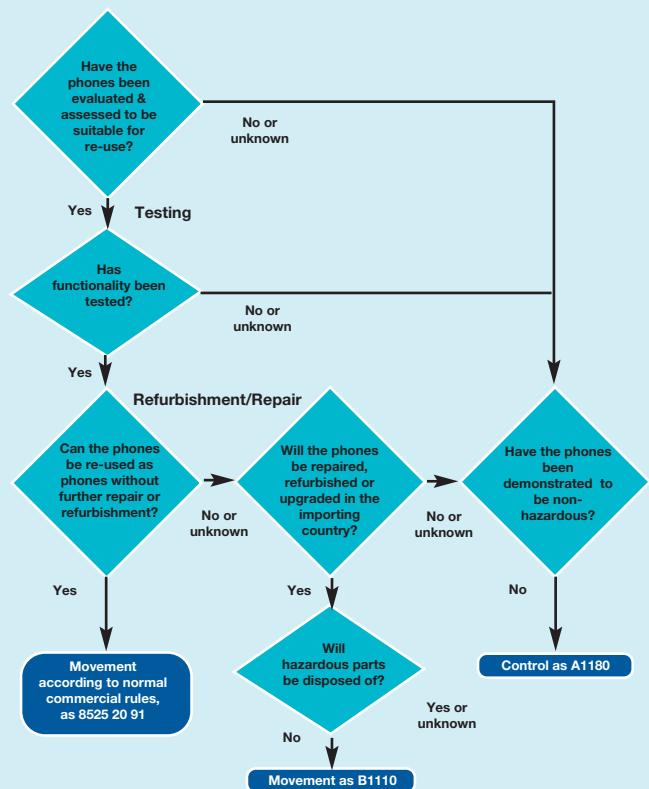 Have the
phones been
evaluated &
assessed to be
suitable for
re-use?
No or
unknown
Yes
Testing
Has
functionality been
tested?
No or
unknown
Yes
Refurbishment/Repair
Can the phones
be re-used as
phones without
further repair or
refurbishment?
No or
unknown
Will the phones
be repaired,
refurbished or
upgraded in the
importing
country?
No or
unknown
Have the phones
been
demonstrated to
be non-
hazardous?
Yes
Yes
No
Movement
according to normal
commercial rules,
as 8525 20 91
Will
hazardous parts
be disposed of?
Control as A1180
Yes or
unknown
No
Movement as B1110